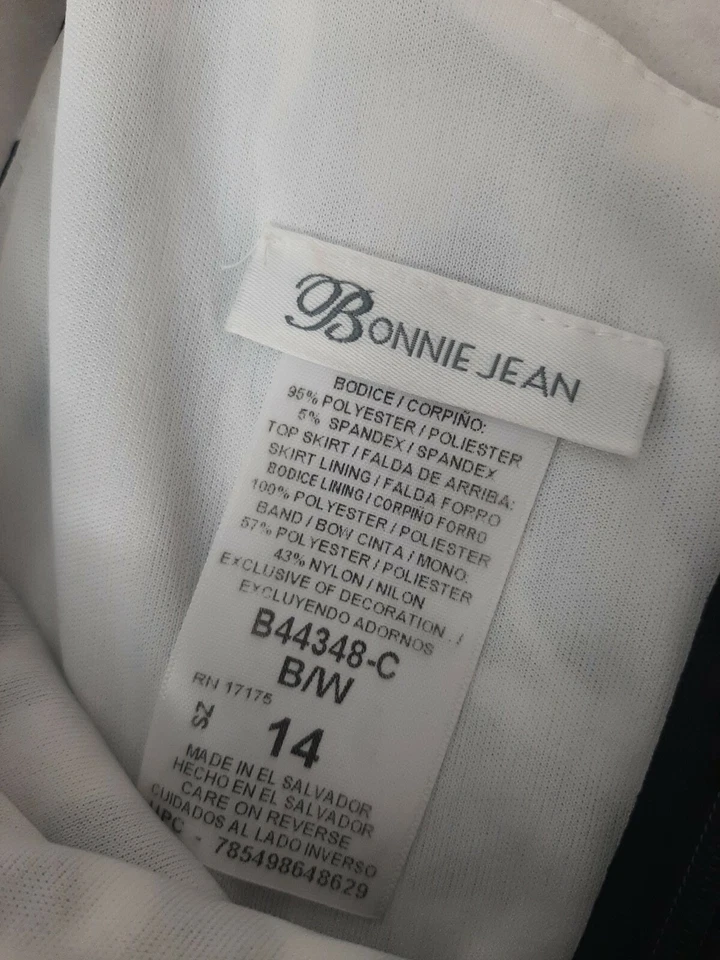 BONNIE JEAN
BODICE / CORPIÑO:
95% POLYESTER / POLIESTER
5% SPANDEX / SPANDEX
TOP SKIRT / FALDA DE ARRIBA:
SKIRT LINING / FALDA FORRO
BODICE LINING / CORPIÑO FORRO
100% POLYESTER / POLIESTER
BAND / BOW CINTA / MONO:
57% POLYESTER / POLIESTER
43% NYLON / NILON
EXCLUSIVE OF DECORATION . /
EXCLUYENDO ADORNOS
B44348-C
B/W
RN 17175
SZ 14
MADE IN EL SALVADOR
HECHO EN EL SALVADOR
CARE ON REVERSE
CUIDADOS AL LADO INVERSO
UPC - 785498648629